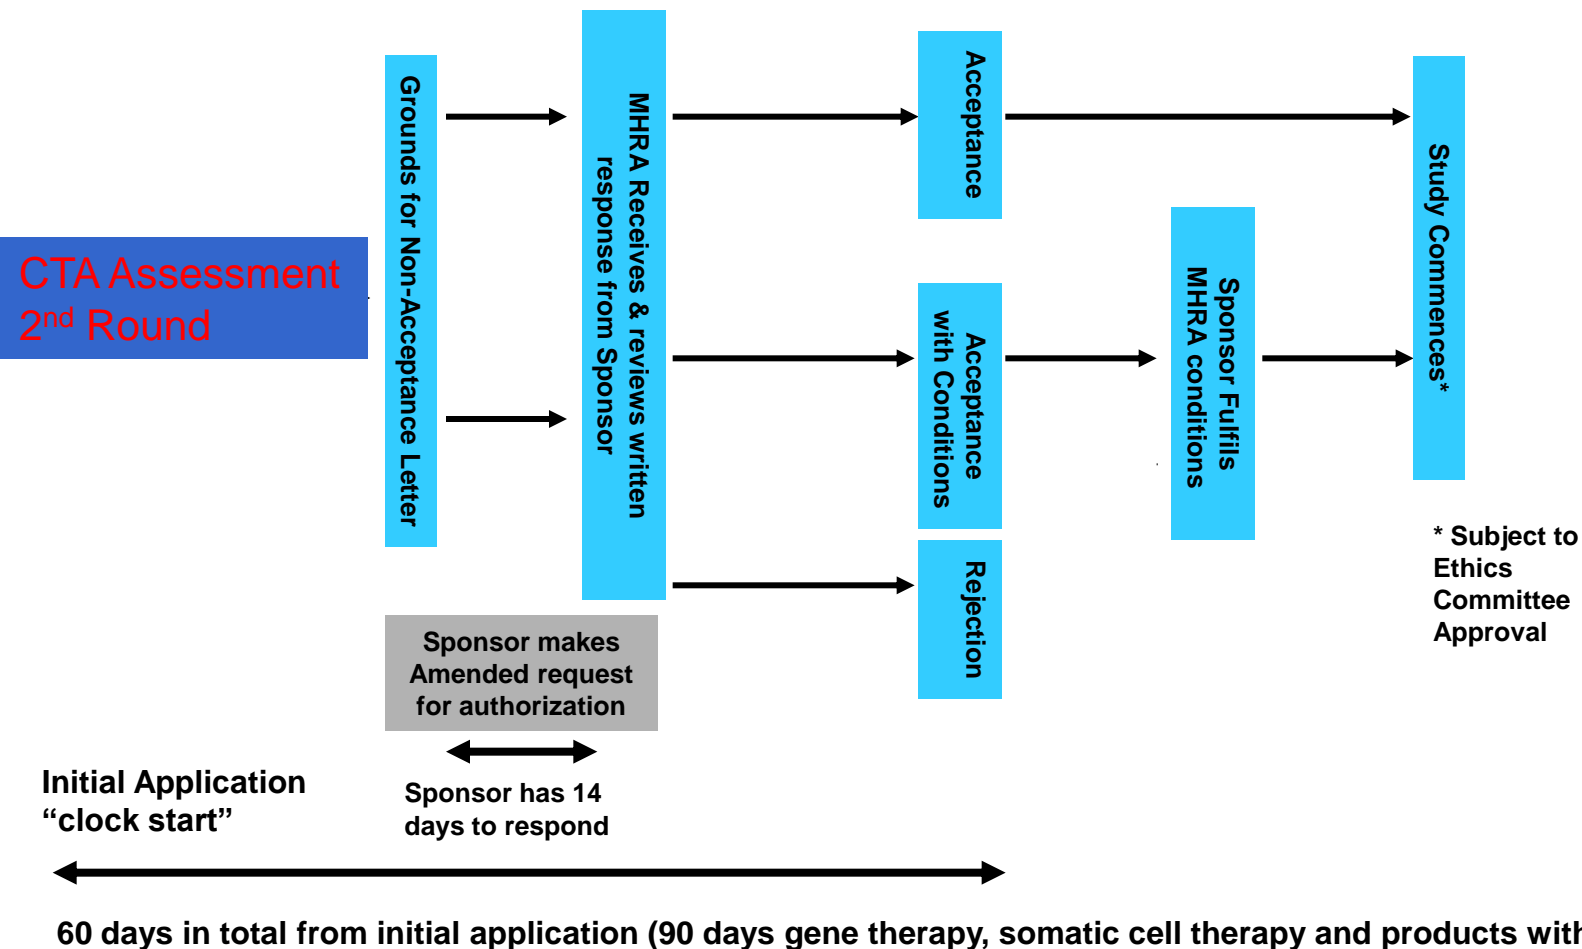 CTA Assessment
2nd Round
Grounds for Non-Acceptance Letter
MHRA Receives & reviews written
response from Sponsor
Acceptance
Acceptance
with Conditions
Rejection
Sponsor Fulfils
MHRA conditions
Study Commences*
* Subject to
Ethics
Committee
Approval
Sponsor makes
Amended request
for authorization
Sponsor has 14
days to respond
Initial Application
“clock start”
60 days in total from initial application (90 days gene therapy, somatic cell therapy and products with